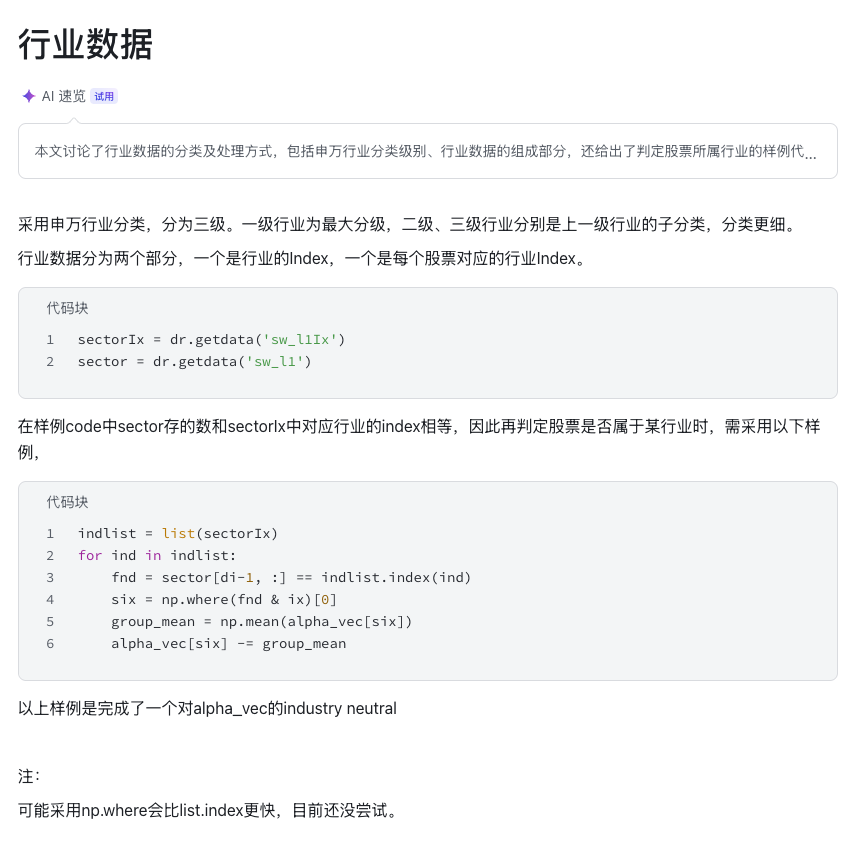 行业数据
AI 速览 试用
本文讨论了行业数据的分类及处理方式，包括申万行业分类级别、行业数据的组成部分，还给出了判定股票所属行业的样例代...
采用申万行业分类，分为三级。一级行业为最大分级，二级、三级行业分别是上一级行业的子分类，分类更细。
行业数据分为两个部分，一个是行业的Index，一个是每个股票对应的行业Index。
代码块
1 sectorIx = dr.getdata('sw_l1Ix')
2 sector = dr.getdata('sw_l1')
在样例code中sector存的数和sectorIx中对应行业的index相等，因此再判定股票是否属于某行业时，需采用以下样
例，
代码块
1 indlist = list(sectorIx)
2 for ind in indlist:
3     fnd = sector[di-1, :] == indlist.index(ind)
4     six = np.where(fnd & ix)[0]
5     group_mean = np.mean(alpha_vec[six])
6     alpha_vec[six] -= group_mean
以上样例是完成了一个对alpha_vec的industry neutral
注：
可能采用np.where会比list.index更快，目前还没尝试。